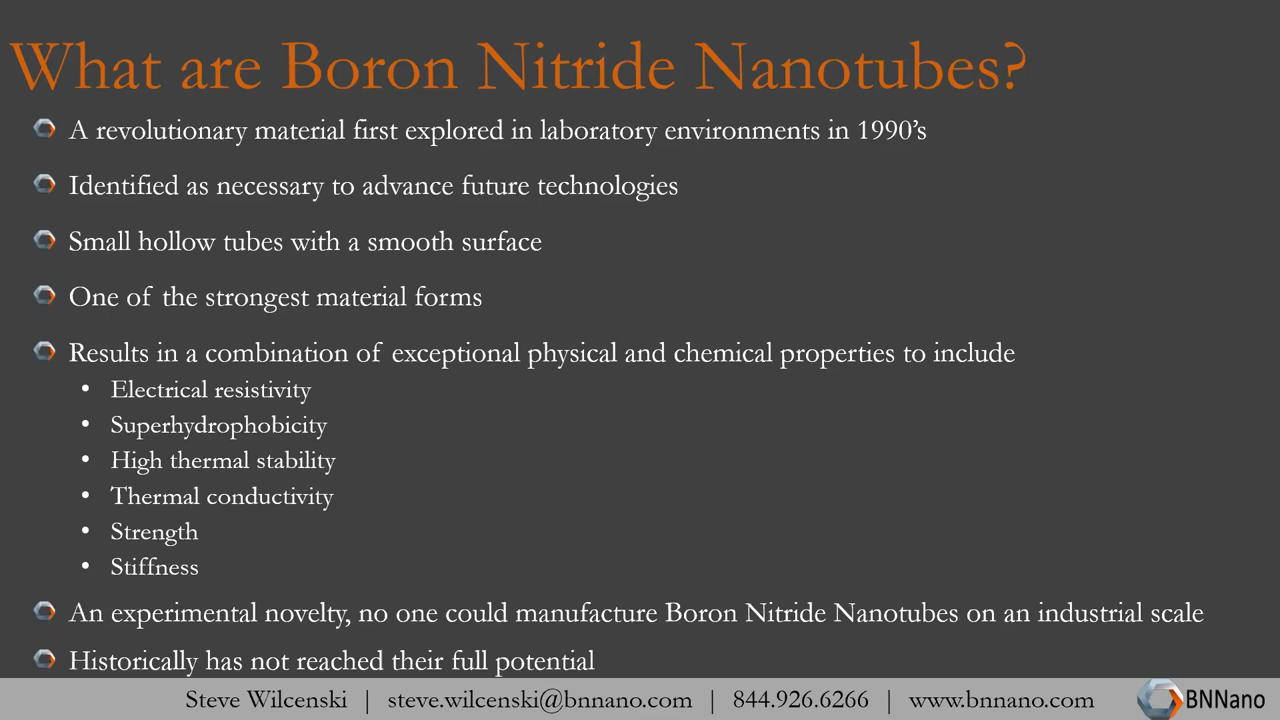 What are Boron Nitride Nanotubes?
A revolutionary material first explored in laboratory environments in 1990’s
Identified as necessary to advance future technologies
Small hollow tubes with a smooth surface
One of the strongest material forms
Results in a combination of exceptional physical and chemical properties to include
• Electrical resistivity
• Superhydrophobicity
• High thermal stability
• Thermal conductivity
• Strength
• Stiffness
An experimental novelty, no one could manufacture Boron Nitride Nanotubes on an industrial scale
Historically has not reached their full potential
Steve Wilcenski | steve.wilcenski@bnnano.com | 844.926.6266 | www.bnnano.com BNNano